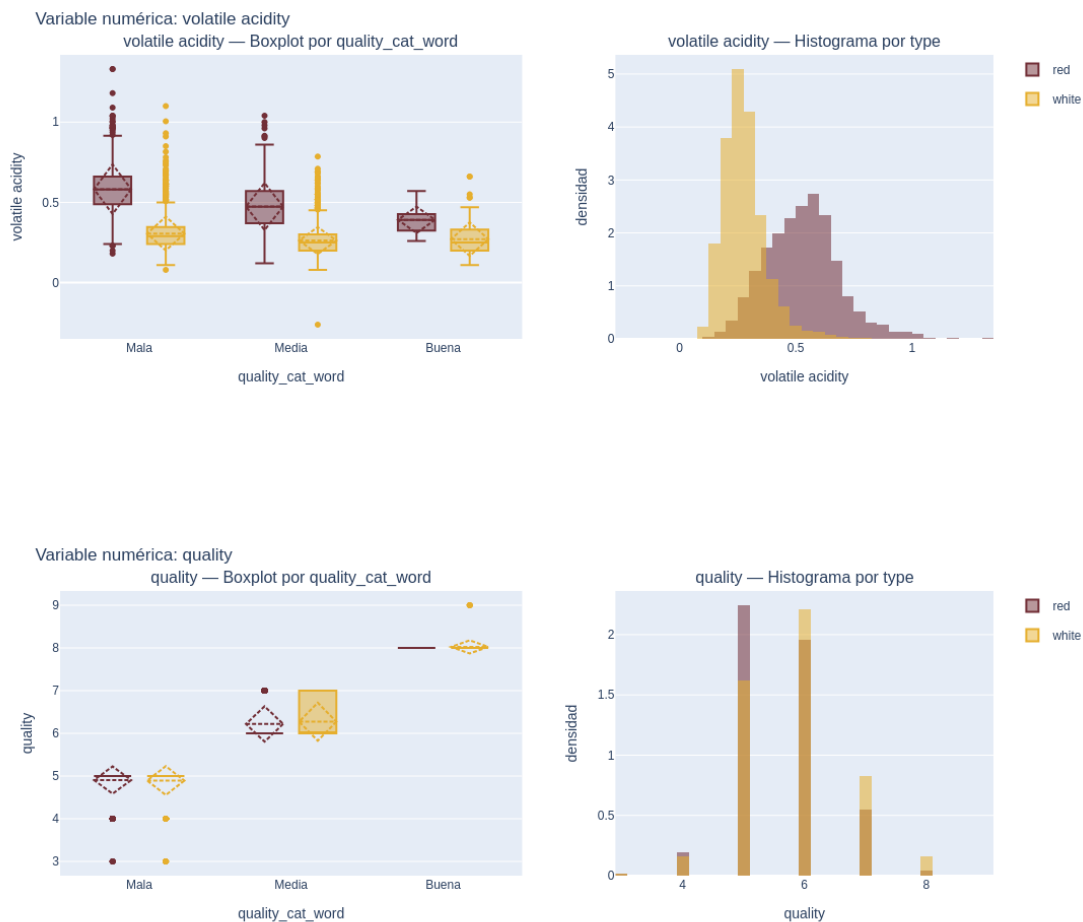 Variable numérica: volatile acidity
volatile acidity — Boxplot por quality_cat_word
volatile acidity — Histograma por type
1
0.5
0
volatile acidity
Mala
Media
Buena
quality_cat_word
5
4
3
2
1
0
densidad
0
0.5
1
volatile acidity
red
white
Variable numérica: quality
quality — Boxplot por quality_cat_word
quality — Histograma por type
9
8
7
6
5
4
3
quality
Mala
Media
Buena
quality_cat_word
2
1.5
1
0.5
0
densidad
4
6
8
quality
red
white